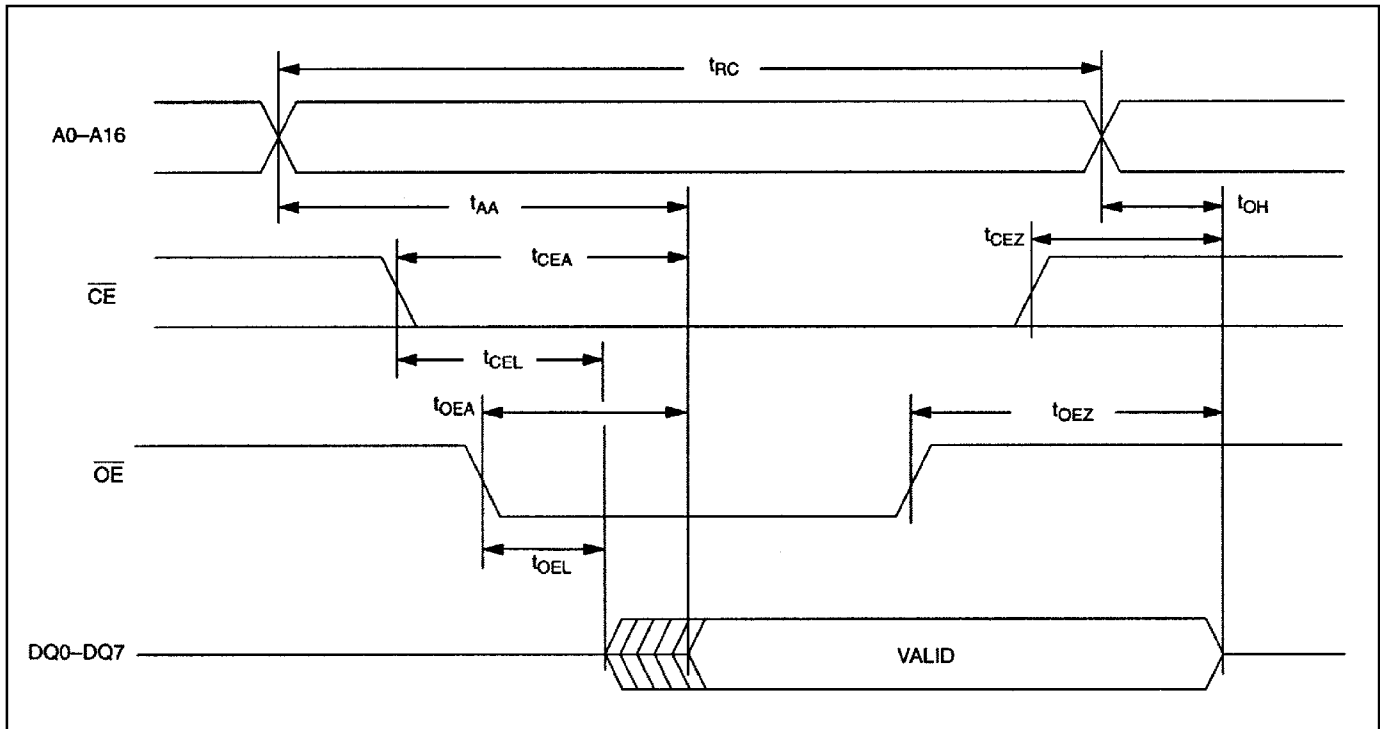 tRC
A0–A16
tAA
tOH
tCEZ
tCEA
CE
tCEL
tOEA
tOEZ
OE
tOEL
DQ0–DQ7
VALID